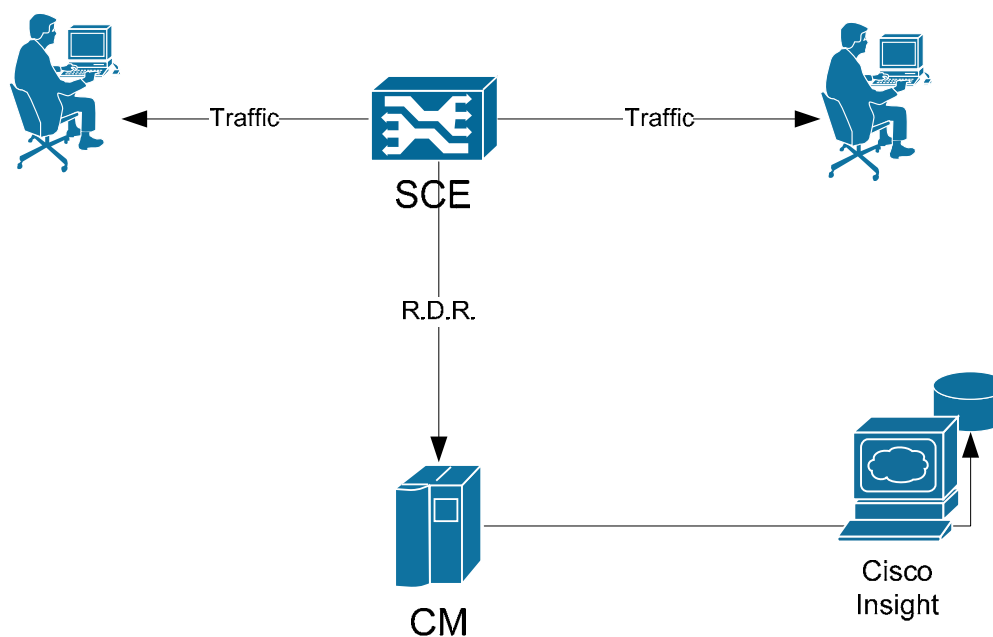 Traffic
Traffic
SCE
R.D.R.
CM
Cisco
Insight